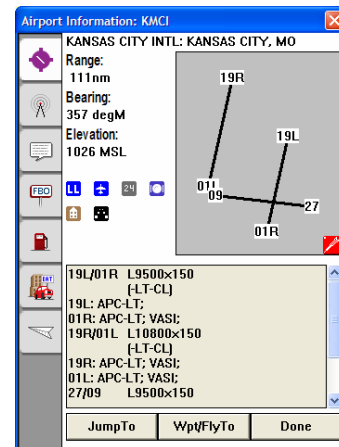 Airport Information: KMCI
KANSAS CITY INTL: KANSAS CITY, MO
Range:
111nm
Bearing:
357 degM
Elevation:
1026 MSL
19R
19L
01L
09
27
01R
FBO
LL
24
19L/01R L9500x150
(-LT-CL)
19L: APC-LT;
01R: APC-LT; VASI;
19R/01L L10800x150
(-LT-CL)
19R: APC-LT; VASI;
01L: APC-LT; VASI;
27/09 L9500x150
JumpTo Wpt/FlyTo Done